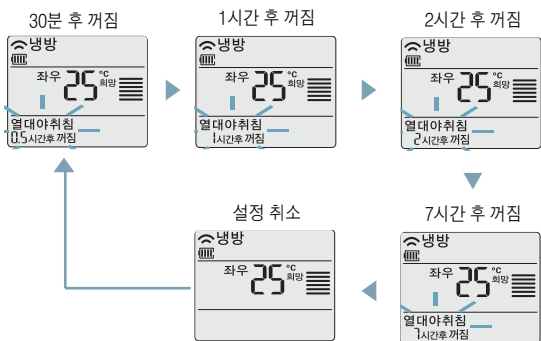 30분 후 꺼짐
냉방
좌우 25 °C 희망
열대야취침
0.5시간후 꺼짐
1시간 후 꺼짐
냉방
좌우 25 °C 희망
열대야취침
1시간후 꺼짐
2시간 후 꺼짐
냉방
좌우 25 °C 희망
열대야취침
2시간후 꺼짐
7시간 후 꺼짐
냉방
좌우 25 °C 희망
열대야취침
7시간후 꺼짐
설정 취소
냉방
좌우 25 °C 희망